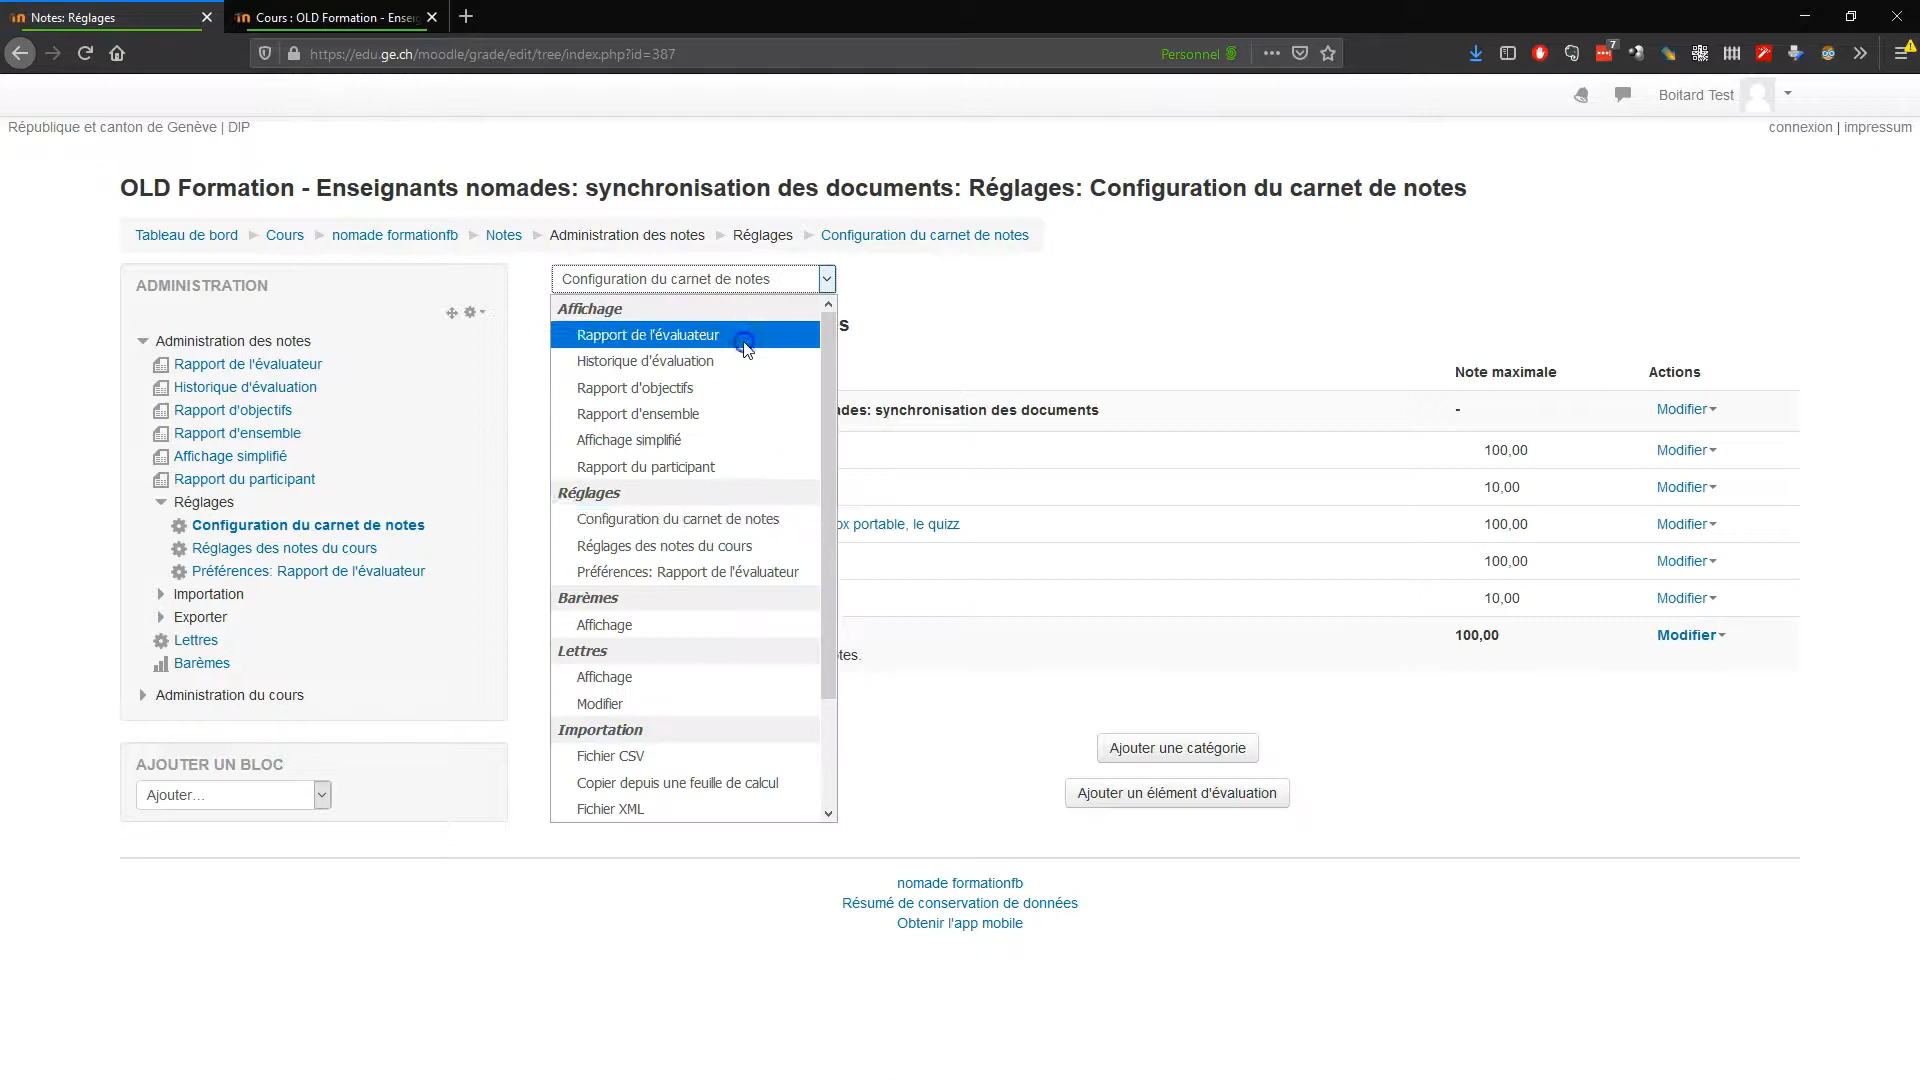 Notes: Réglages
Cours : OLD Formation - Ensei
https://edu.ge.ch/moodle/grade/edit/tree/index.php?id=387
Personnel
7
Boitard Test
République et canton de Genève | DIP
connexion | impressum
OLD Formation - Enseignants nomades: synchronisation des documents: Réglages: Configuration du carnet de notes
Tableau de bord
Cours
nomade formationfb
Notes
Administration des notes
Réglages
Configuration du carnet de notes
ADMINISTRATION
Administration des notes
Rapport de l'évaluateur
Historique d'évaluation
Rapport d'objectifs
Rapport d'ensemble
Affichage simplifié
Rapport du participant
Réglages
Configuration du carnet de notes
Réglages des notes du cours
Préférences: Rapport de l'évaluateur
Importation
Exporter
Lettres
Barèmes
Administration du cours
AJOUTER UN BLOC
Ajouter...
Configuration du carnet de notes
Affichage
Rapport de l'évaluateur
Historique d'évaluation
Rapport d'objectifs
Rapport d'ensemble
Affichage simplifié
Rapport du participant
Réglages
Configuration du carnet de notes
Réglages des notes du cours
Préférences: Rapport de l'évaluateur
Barèmes
Affichage
Lettres
Affichage
Modifier
Importation
Fichier CSV
Copier depuis une feuille de calcul
Fichier XML
s
Note maximale Actions
ades: synchronisation des documents - Modifier
100,00 Modifier
10,00 Modifier
ox portable, le quizz 100,00 Modifier
100,00 Modifier
10,00 Modifier
100,00 Modifier
otes.
Ajouter une catégorie
Ajouter un élément d'évaluation
nomade formationfb
Résumé de conservation de données
Obtenir l'app mobile